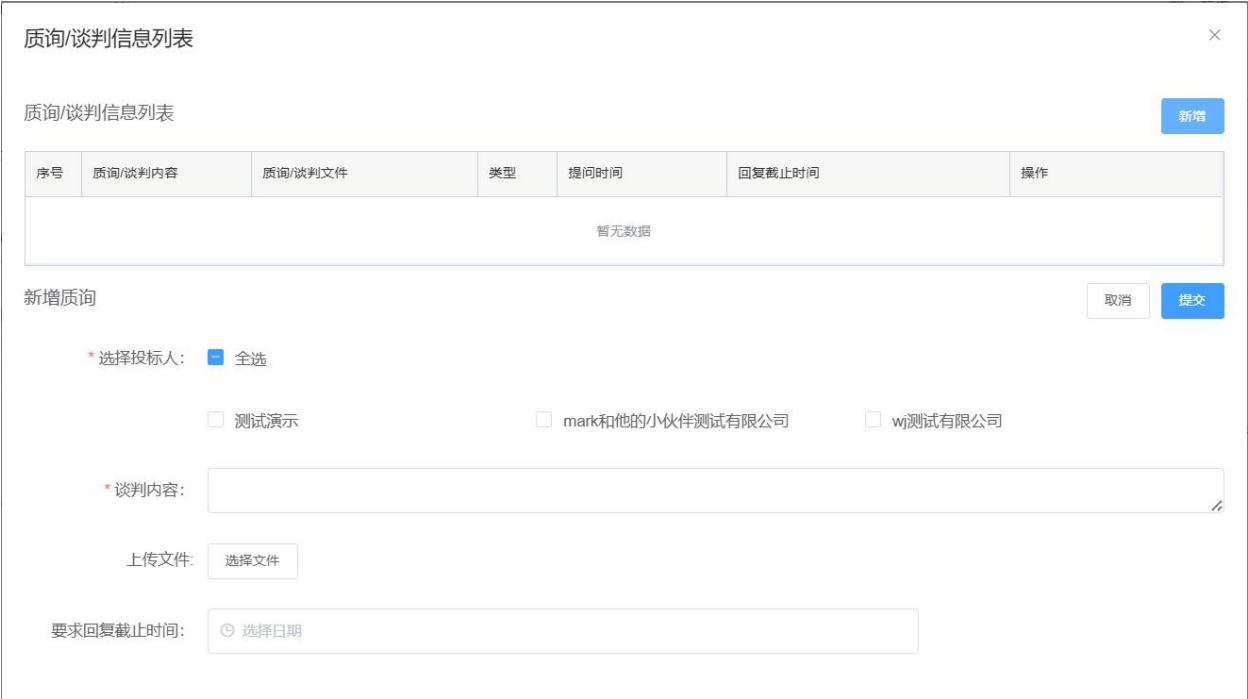 质询/谈判信息列表
质询/谈判信息列表
新增
序号 质询/谈判内容 质询/谈判文件 类型 提问时间 回复截止时间 操作
暂无数据
新增质询
取消 提交
* 选择投标人： 全选
测试演示 mark和他的小伙伴测试有限公司 wj测试有限公司
* 谈判内容：
上传文件: 选择文件
要求回复截止时间： 选择日期